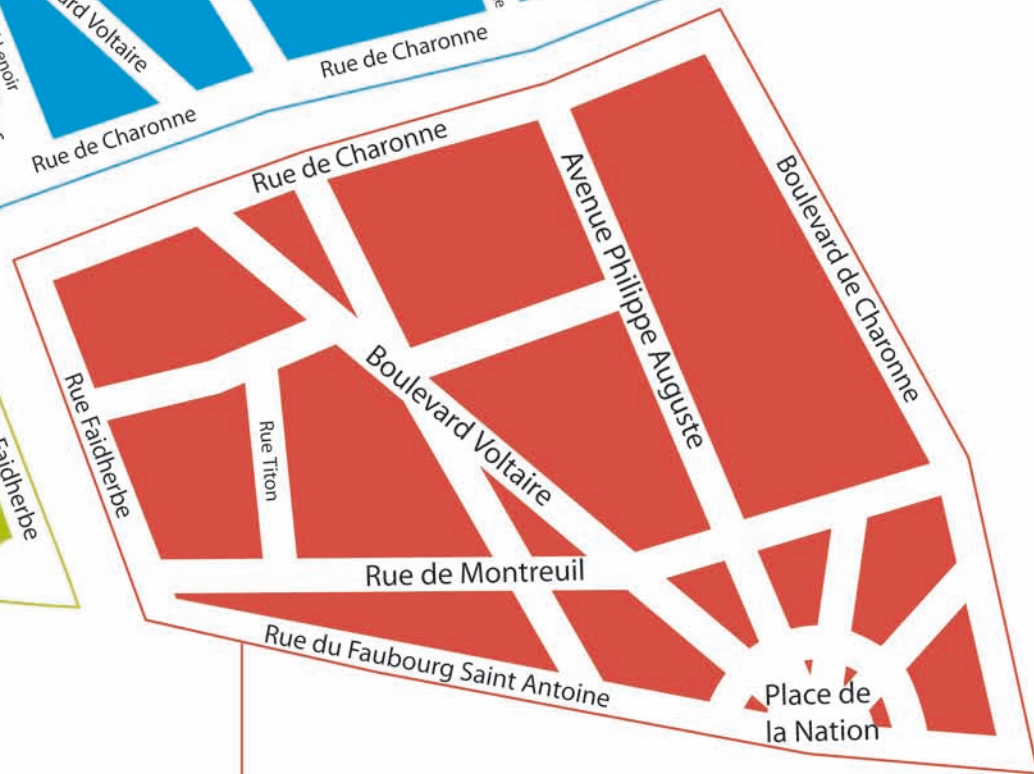 Voltaire
Rue de Charonne
Rue de Charonne
Rue de Charonne
Avenue Philippe Auguste
Boulevard de Charonne
Boulevard Voltaire
Rue Faidherbe
Rue Titon
Faidherbe
Rue de Montreuil
Rue du Faubourg Saint Antoine
Place de
la Nation